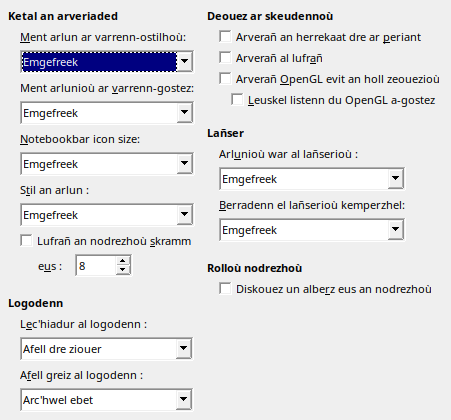 Ketal an arveriaded
Ment arlun ar varrenn-ostilhoù:
Emgefreek
Ment arlunioù ar varrenn-gostez:
Emgefreek
Notebookbar icon size:
Emgefreek
Stil an arlun :
Emgefreek
Lufrañ an nodrezhoù skramm
eus :
8
Logodenn
Lec'hiadur al logodenn :
Afell dre ziouer
Afell greiz al logodenn :
Arc'hwel ebet
Deouez ar skeudennoù
Arverañ an herrekaat dre ar periant
Arverañ al lufrañ
Arverañ OpenGL evit an holl zeouezioù
Leuskel listenn du OpenGL a-gostez
Lañser
Arlunioù war al lañserioù :
Emgefreek
Berradenn el lañserioù kemperzhel:
Emgefreek
Rolloù nodrezhoù
Diskouez un alberz eus an nodrezhoù